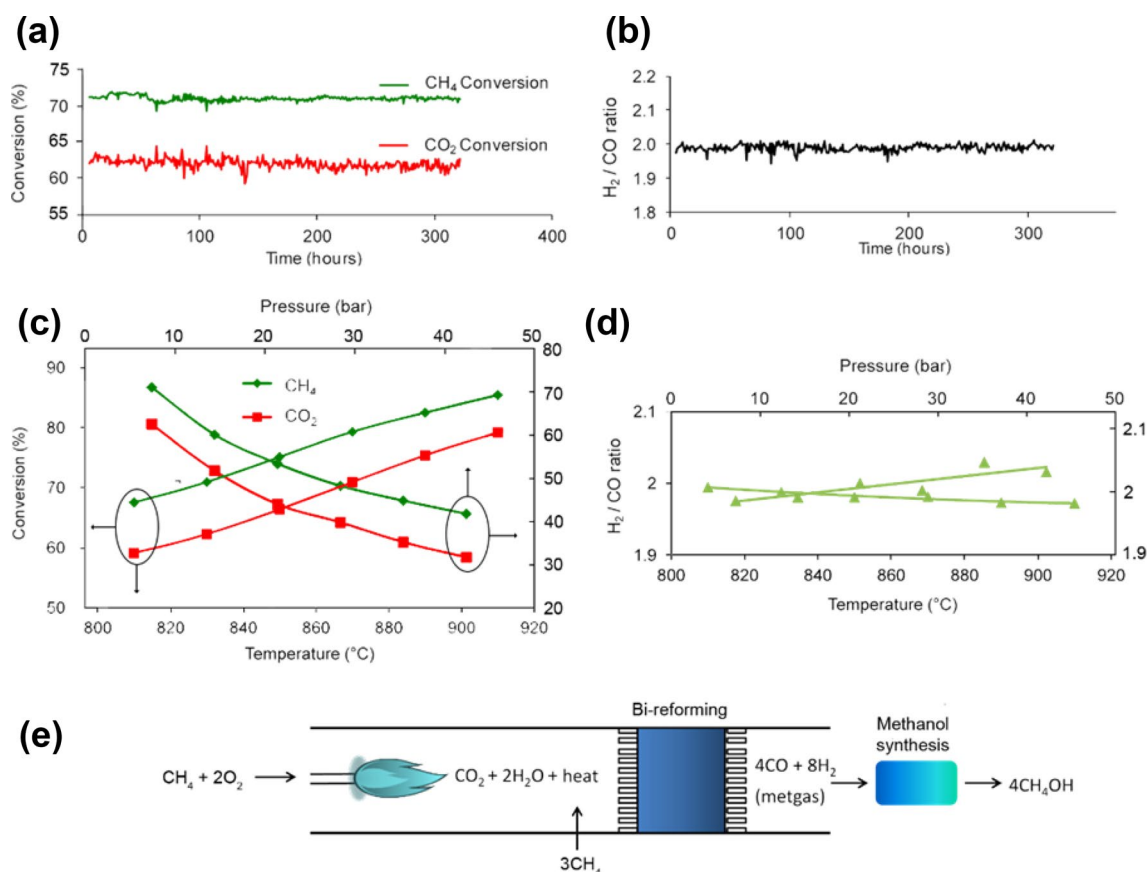 (a)
75
70
65
60
55
Conversion (%)
CH₄ Conversion
CO₂ Conversion
0
100
200
300
400
Time (hours)
(b)
2.2
2.1
2.0
1.9
1.8
H₂ / CO ratio
0
100
200
300
Time (hours)
(c)
Pressure (bar)
0
10
20
30
40
50
90
80
70
60
50
Conversion (%)
CH₄
CO₂
80
70
60
50
40
30
20
800
820
840
860
880
900
920
Temperature (°C)
(d)
Pressure (bar)
0
10
20
30
40
50
2.1
2
1.9
H₂ / CO ratio
2.1
2
1.9
800
820
840
860
880
900
920
Temperature (°C)
(e)
CH₄ + 2O₂
CO₂ + 2H₂O + heat
3CH₄
Bi-reforming
4CO + 8H₂
(metgas)
Methanol
synthesis
4CH₄OH